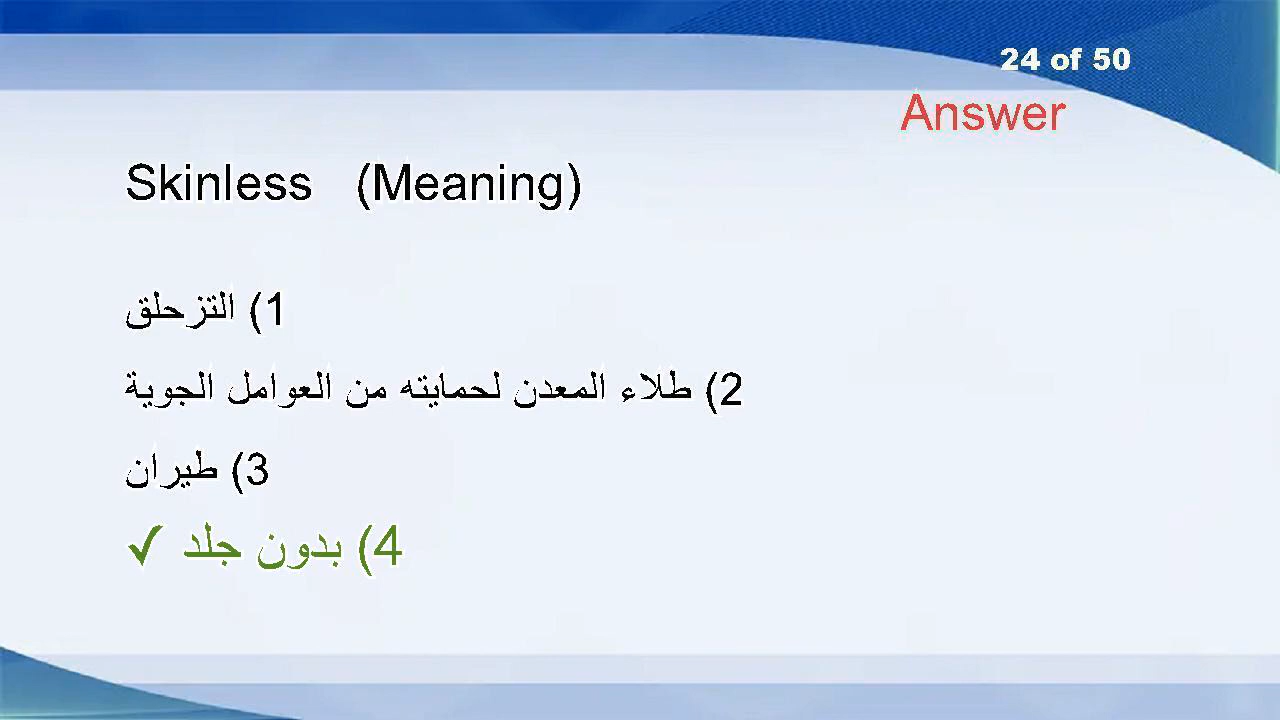 24 of 50
Answer
Skinless (Meaning)
1) التزحلق
2) طلاء المعدن لحمايته من العوامل الجوية
3) طيران
4) بدون جلد ✓